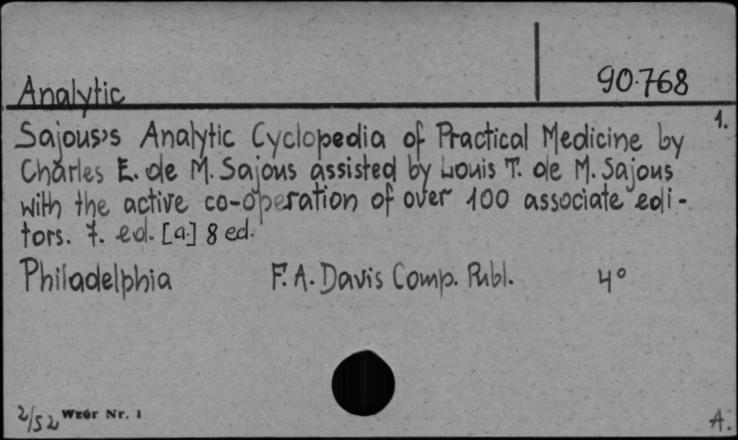 Analytic
90.768
1.
Sajous's Analytic Cyclopedia of Practical Medicine by
Charles E. de M. Sajous assisted by Louis T. de M. Sajous
with the active co-operation of over 100 associate edi-
tors. 7. ed. [a.] 8 ed.
Philadelphia F. A. Davis Comp. Publ. 4°
2/52 Wzór Nr. 1
A.